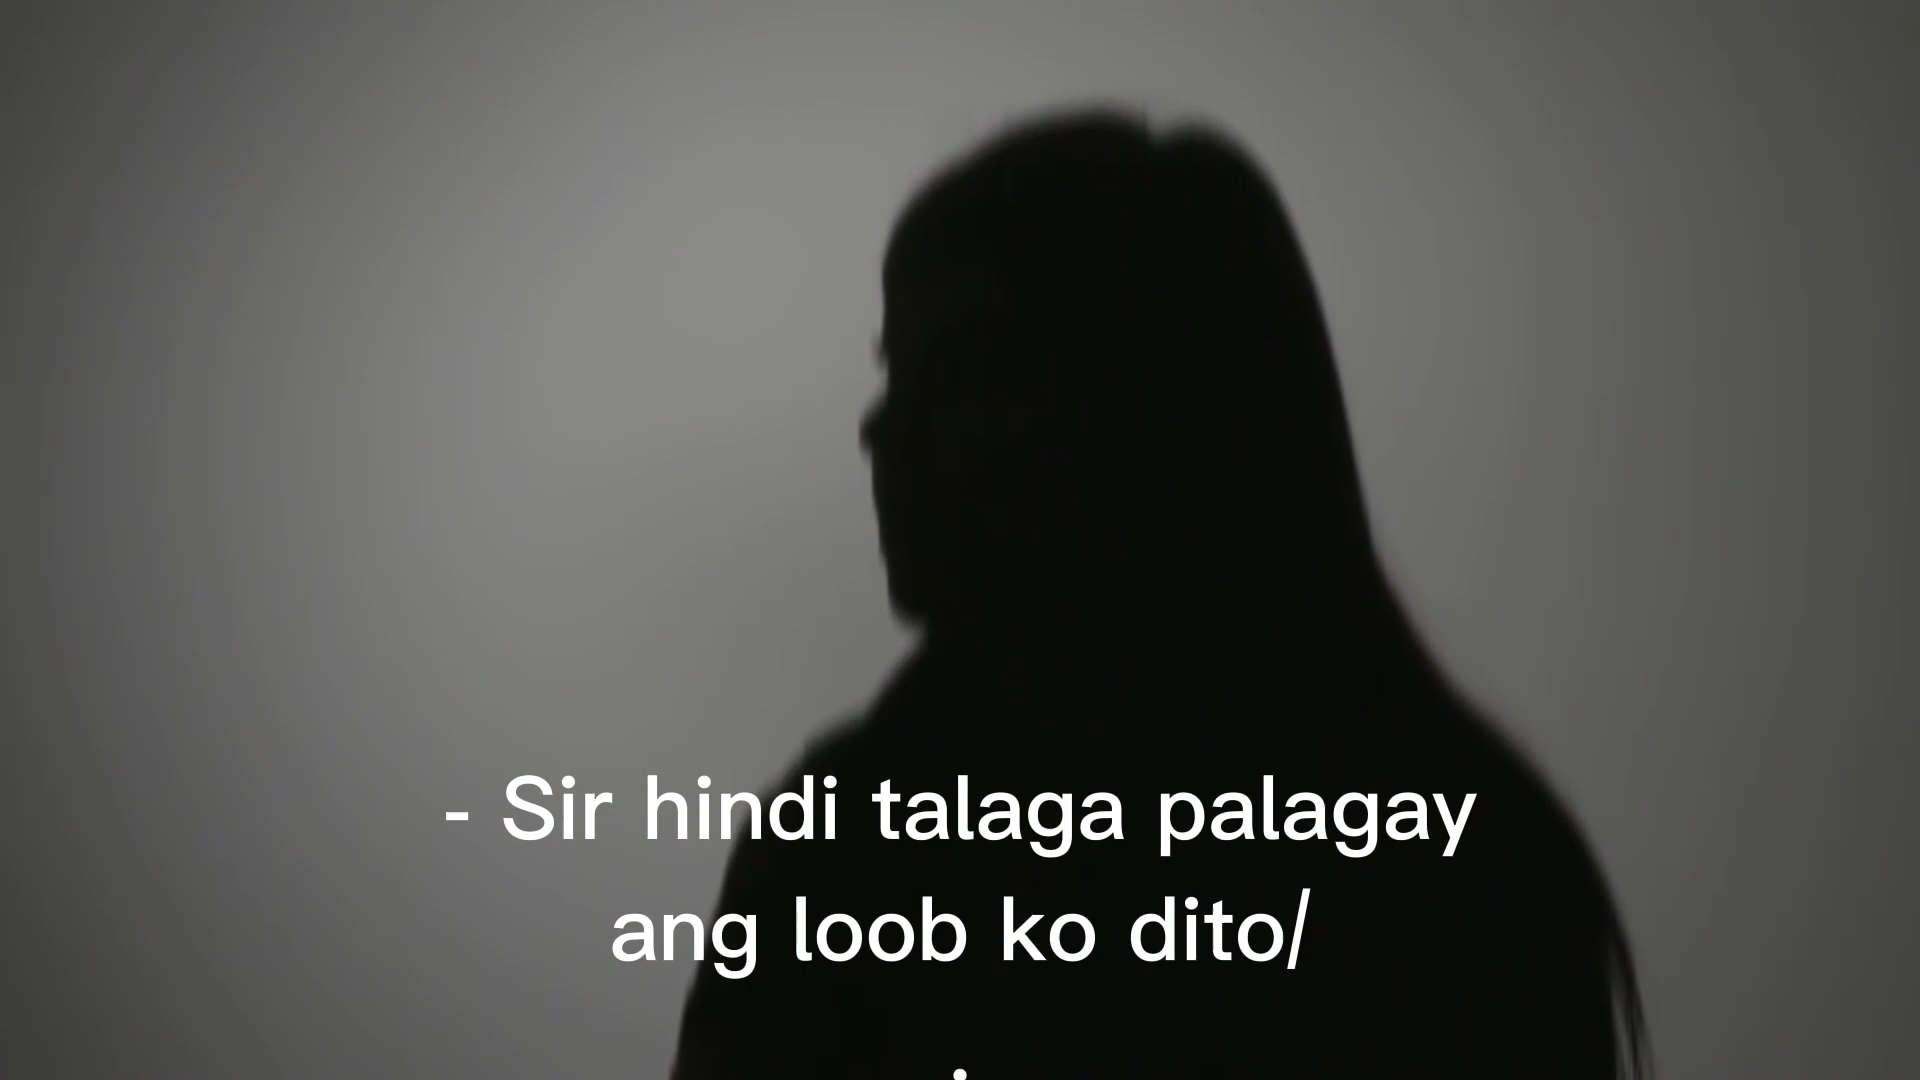 - Sir hindi talaga palagay
ang loob ko dito/